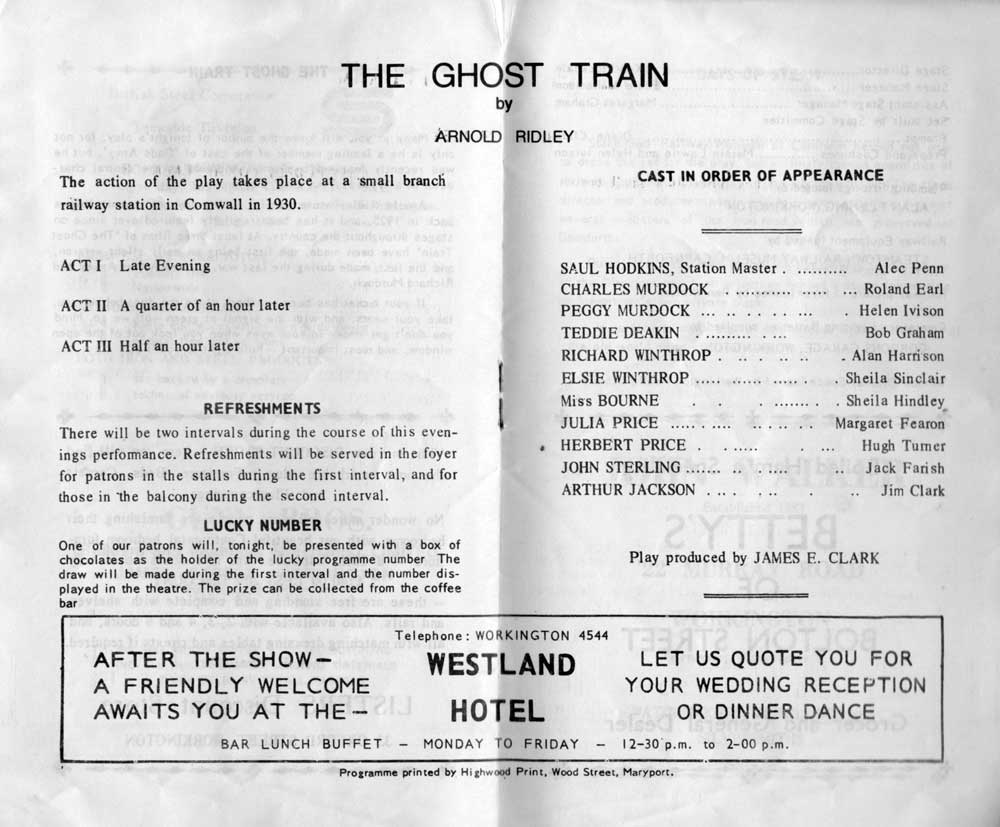 THE GHOST TRAIN
by
ARNOLD RIDLEY
The action of the play takes place at a small branch
railway station in Cornwall in 1930.
ACT I Late Evening
ACT II A quarter of an hour later
ACT III Half an hour later
REFRESHMENTS
There will be two intervals during the course of this even-
ings perfomance. Refreshments will be served in the foyer
for patrons in the stalls during the first interval, and for
those in the balcony during the second interval.
LUCKY NUMBER
One of our patrons will, tonight, be presented with a box of
chocolates as the holder of the lucky programme number The
draw will be made during the first interval and the number dis-
played in the theatre. The prize can be collected from the coffee
bar
CAST IN ORDER OF APPEARANCE
SAUL HODKINS, Station Master . .......... Alec Penn
CHARLES MURDOCK . ........... ..... ... Roland Earl
PEGGY MURDOCK ... .. .. .. ... . Helen Ivison
TEDDIE DEAKIN . .......... . ... Bob Graham
RICHARD WINTHROP . . .. . .. . Alan Harrison
ELSIE WINTHROP ..... ...... ..... . . Sheila Sinclair
Miss BOURNE . . . ........ . . Sheila Hindley
JULIA PRICE ..... . .... .. .. . .. Margaret Fearon
HERBERT PRICE . ..... . .. ... Hugh Turner
JOHN STERLING ..... ... ..... .. ... Jack Farish
ARTHUR JACKSON . .. . ... . .. Jim Clark
Play produced by JAMES E. CLARK
Telephone: WORKINGTON 4544
AFTER THE SHOW —
A FRIENDLY WELCOME
AWAITS YOU AT THE —
WESTLAND
HOTEL
LET US QUOTE YOU FOR
YOUR WEDDING RECEPTION
OR DINNER DANCE
BAR LUNCH BUFFET — MONDAY TO FRIDAY — 12-30 p.m. to 2-00 p.m.
Programme printed by Highwood Print, Wood Street, Maryport.